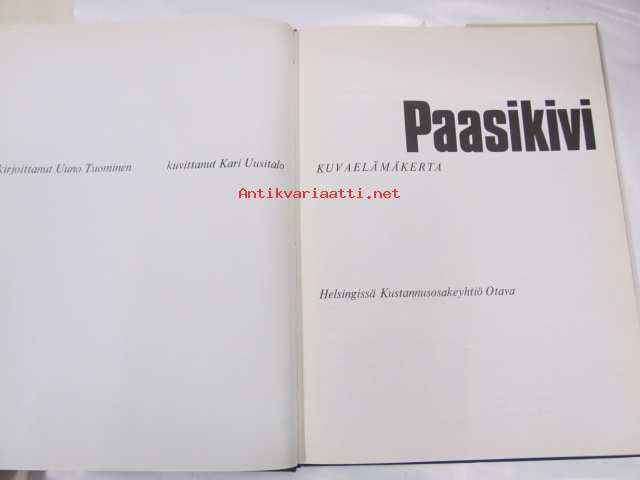 kirjoittanut Uuno Tuominen kuvittanut Kari Uusitalo
Paasikivi
KUVAELÄMÄKERTA
Antikvariaatti.net
Helsingissä Kustannusosakeyhtiö Otava